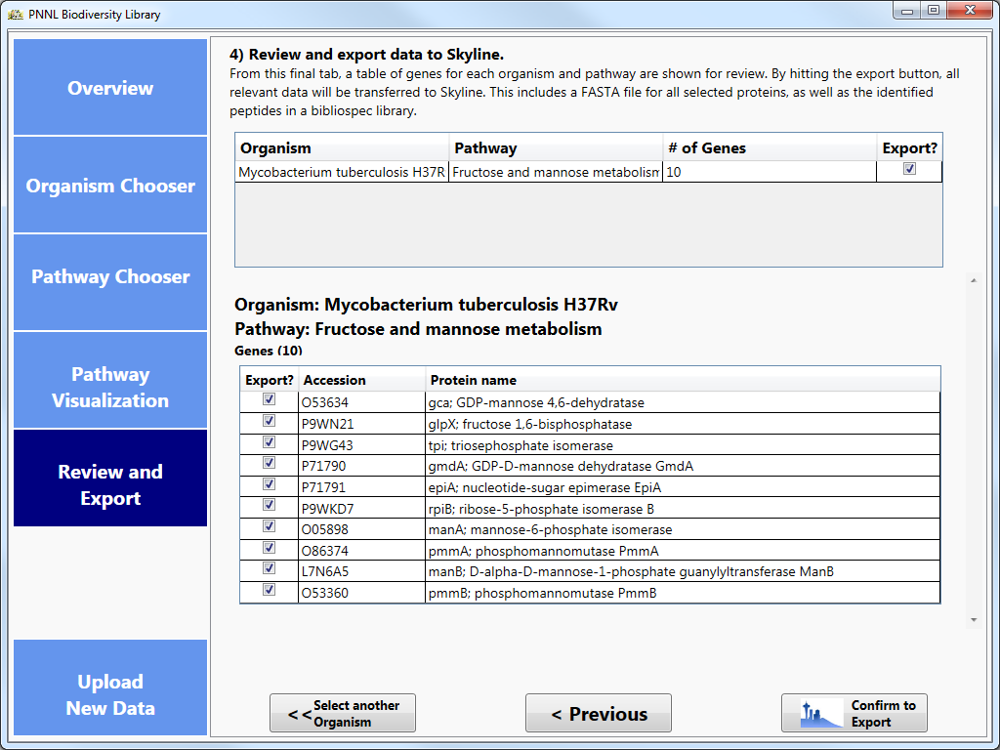 PNNL Biodiversity Library
Overview
Organism Chooser
Pathway Chooser
Pathway
Visualization
Review and
Export
Upload
New Data
4) Review and export data to Skyline.
From this final tab, a table of genes for each organism and pathway are shown for review. By hitting the export button, all
relevant data will be transferred to Skyline. This includes a FASTA file for all selected proteins, as well as the identified
peptides in a bibliospec library.
Organism Pathway # of Genes Export?
Mycobacterium tuberculosis H37R Fructose and mannose metabolism 10
Organism: Mycobacterium tuberculosis H37Rv
Pathway: Fructose and mannose metabolism
Genes (10)
Export? Accession Protein name
O53634 gca; GDP-mannose 4,6-dehydratase
P9WN21 glpX; fructose 1,6-bisphosphatase
P9WG43 tpi; triosephosphate isomerase
P71790 gmdA; GDP-D-mannose dehydratase GmdA
P71791 epiA; nucleotide-sugar epimerase EpiA
P9WKD7 rpiB; ribose-5-phosphate isomerase B
O05898 manA; mannose-6-phosphate isomerase
O86374 pmmA; phosphomannomutase PmmA
L7N6A5 manB; D-alpha-D-mannose-1-phosphate guanylyltransferase ManB
O53360 pmmB; phosphomannomutase PmmB
<< Select another
Organism
< Previous
Confirm to
Export